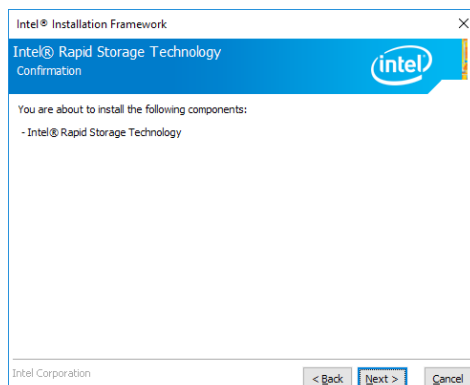 Intel® Installation Framework
Intel® Rapid Storage Technology
Confirmation
intel
You are about to install the following components:
- Intel® Rapid Storage Technology
Intel Corporation
< Back
Next >
Cancel